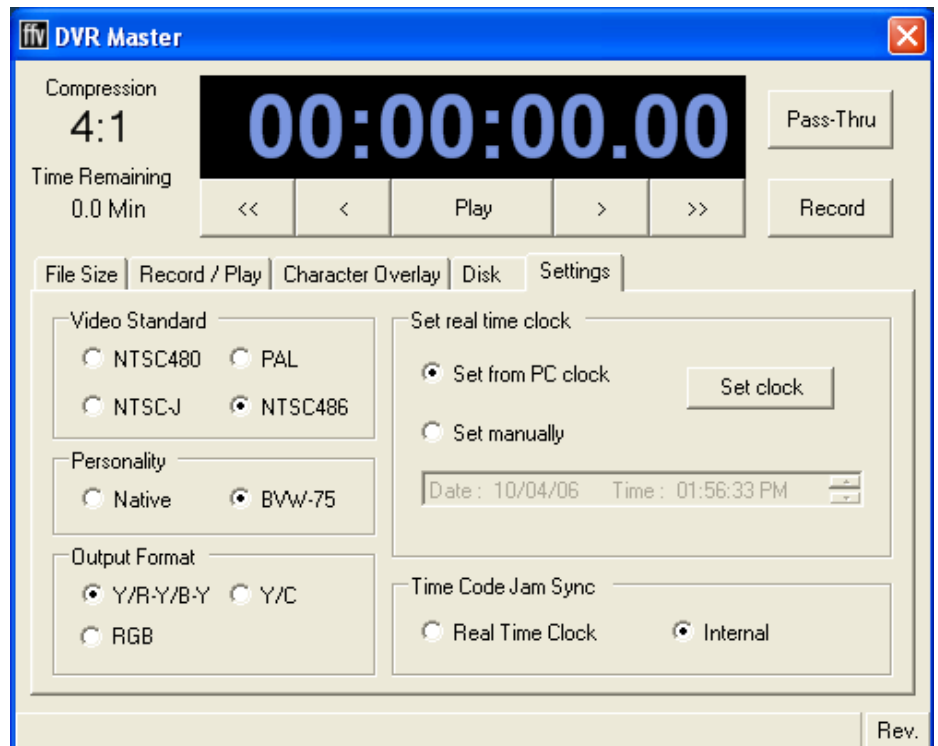 ffv DVR Master
Compression
4:1
00:00:00.00
Pass-Thru
Time Remaining
0.0 Min
<< < Play > >>
Record
File Size Record / Play Character Overlay Disk Settings
Video Standard
NTSC480 PAL
NTSC-J NTSC486
Personality
Native BVW-75
Output Format
Y/R-Y/B-Y Y/C
RGB
Set real time clock
Set from PC clock
Set clock
Set manually
Date : 10/04/06 Time : 01:56:33 PM
Time Code Jam Sync
Real Time Clock Internal
Rev.